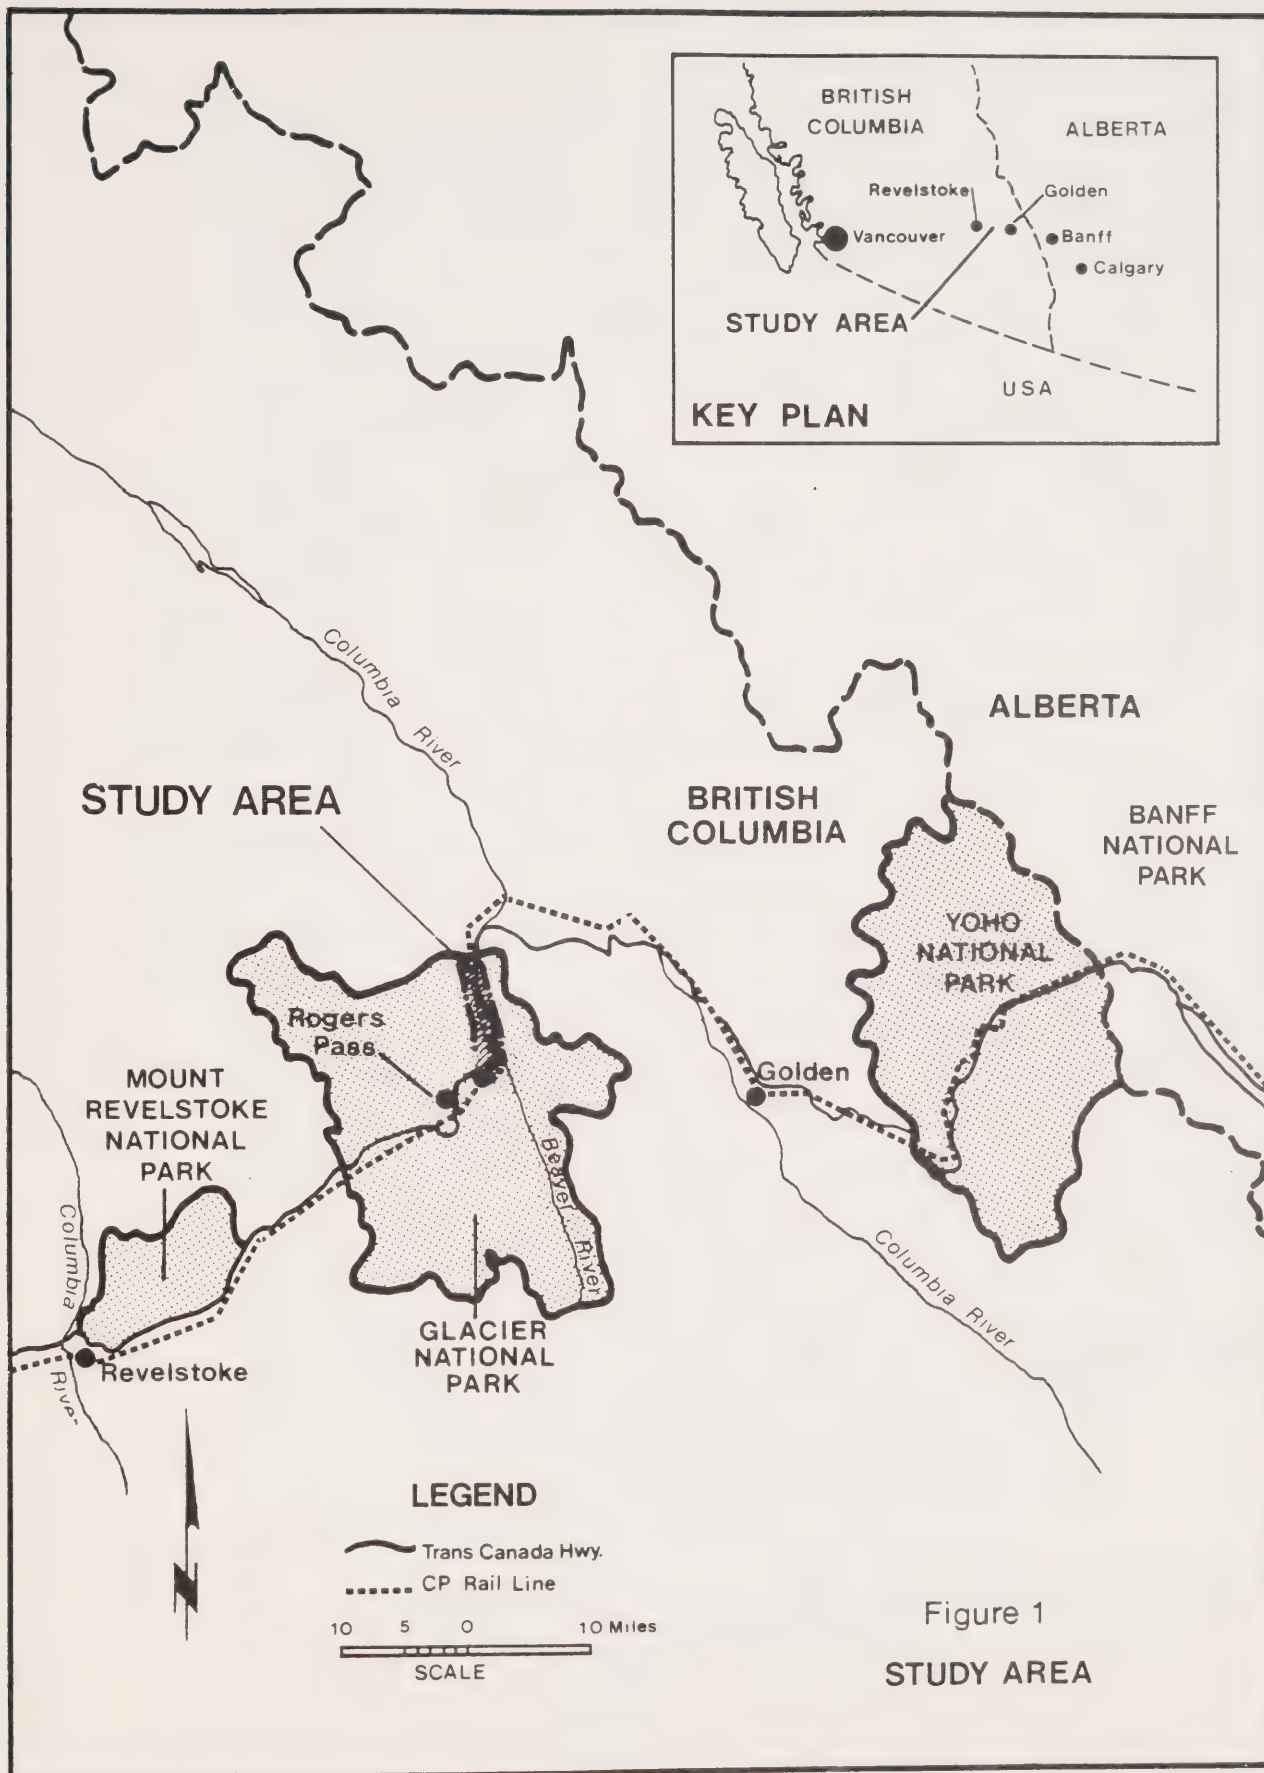 BRITISH
COLUMBIA
ALBERTA
Revelstoke
Golden
Vancouver
Banff
Calgary
STUDY AREA
USA
KEY PLAN
Columbia River
ALBERTA
STUDY AREA
BRITISH
COLUMBIA
BANFF
NATIONAL
PARK
YOHO
NATIONAL
PARK
Rogers
Pass
Golden
MOUNT
REVELSTOKE
NATIONAL
PARK
Beaver River
Columbia River
Columbia River
GLACIER
NATIONAL
PARK
Revelstoke
N
LEGEND
Trans Canada Hwy.
CP Rail Line
10 5 0 10 Miles
SCALE
Figure 1
STUDY AREA